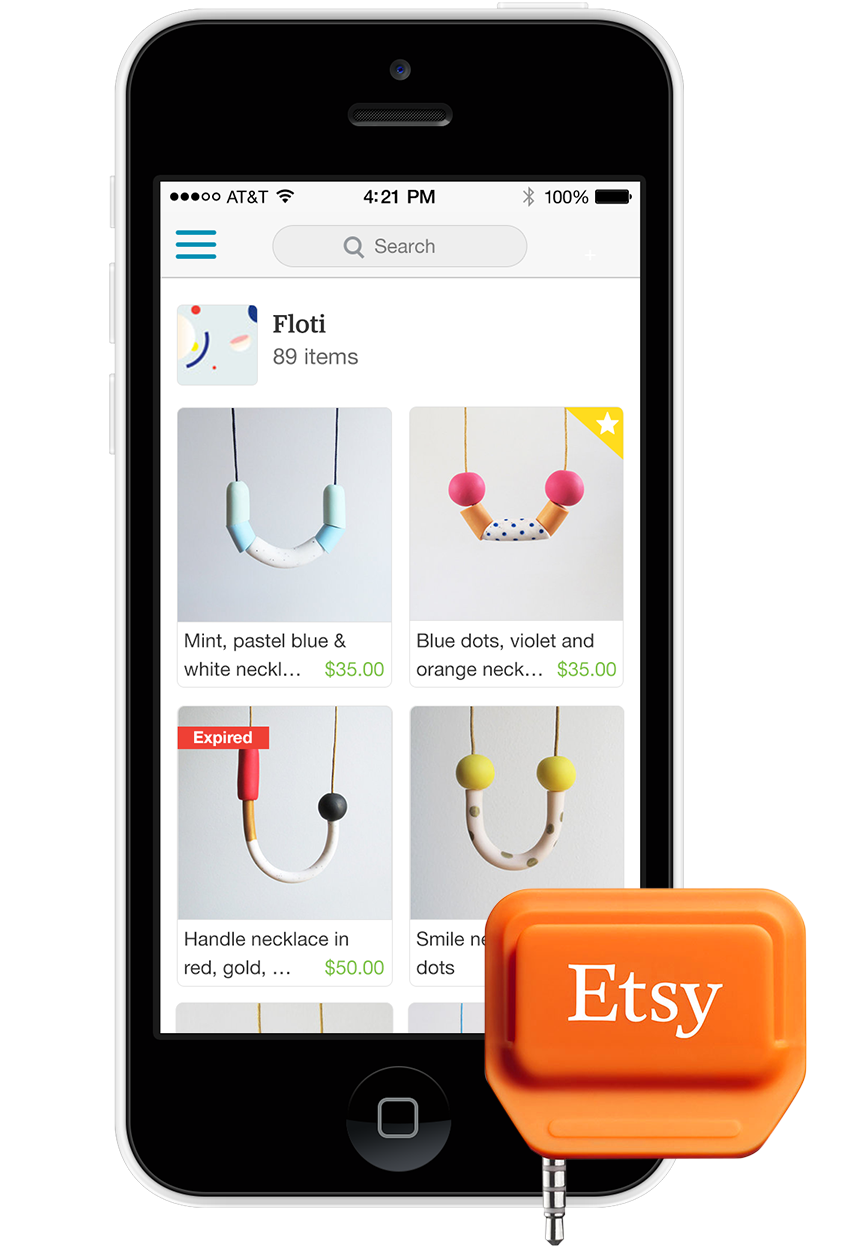 AT&T 4:21 PM 100%
Search
Floti
89 items
Mint, pastel blue &
white neckl... $35.00
Blue dots, violet and
orange neck... $35.00
Expired
Handle necklace in
red, gold, ... $50.00
Smile ne
dots
Etsy